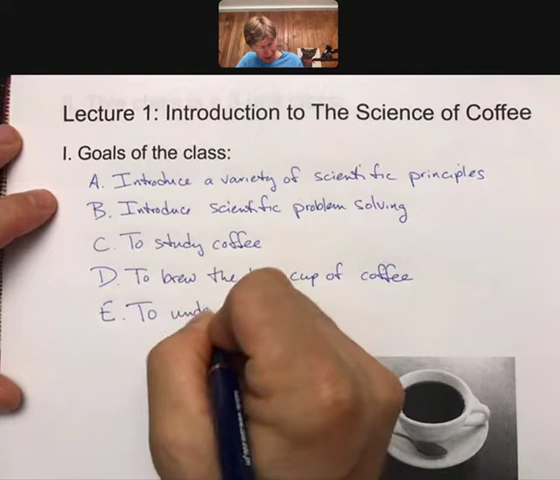 Lecture 1: Introduction to The Science of Coffee
I. Goals of the class:
A. Introduce a variety of scientific principles
B. Introduce scientific problem solving
C. To study coffee
D. To brew the cup of coffee
E. To